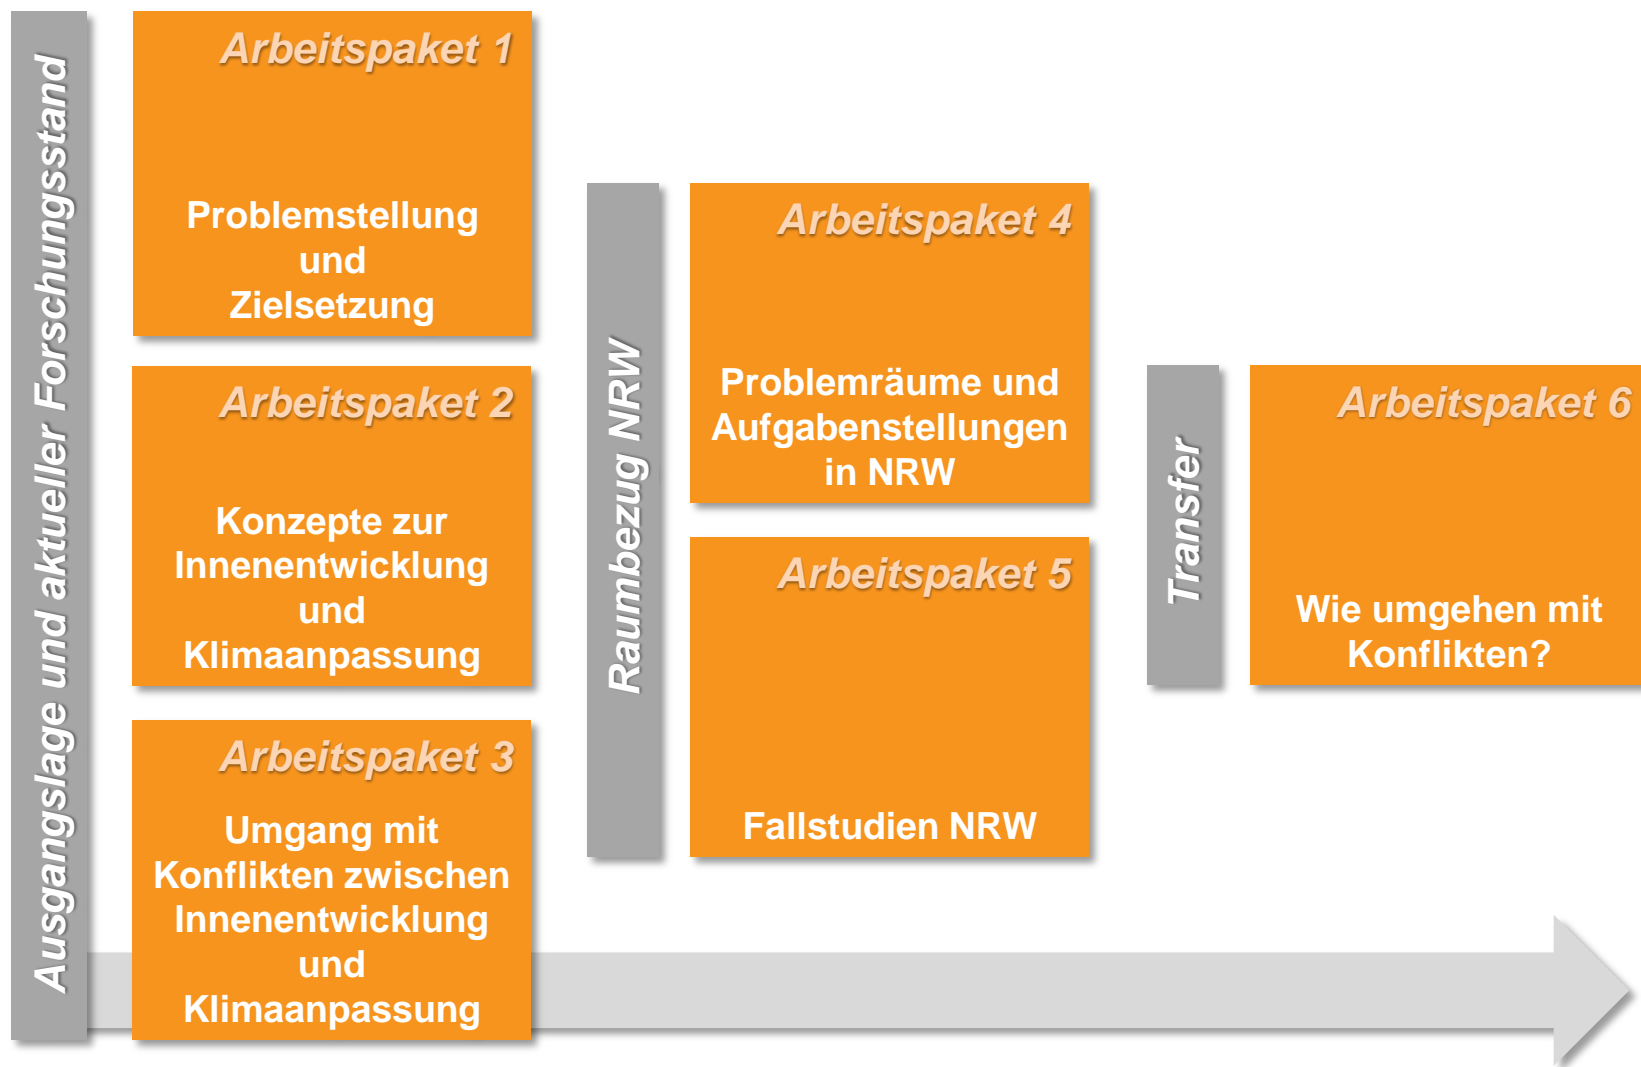 Ausgangslage und aktueller Forschungsstand
Arbeitspaket 1
Problemstellung
und
Zielsetzung
Arbeitspaket 2
Konzepte zur
Innenentwicklung
und
Klimaanpassung
Arbeitspaket 3
Umgang mit
Konflikten zwischen
Innenentwicklung
und
Klimaanpassung
Raumbezug NRW
Arbeitspaket 4
Problemräume und
Aufgabenstellungen
in NRW
Arbeitspaket 5
Fallstudien NRW
Transfer
Arbeitspaket 6
Wie umgehen mit
Konflikten?